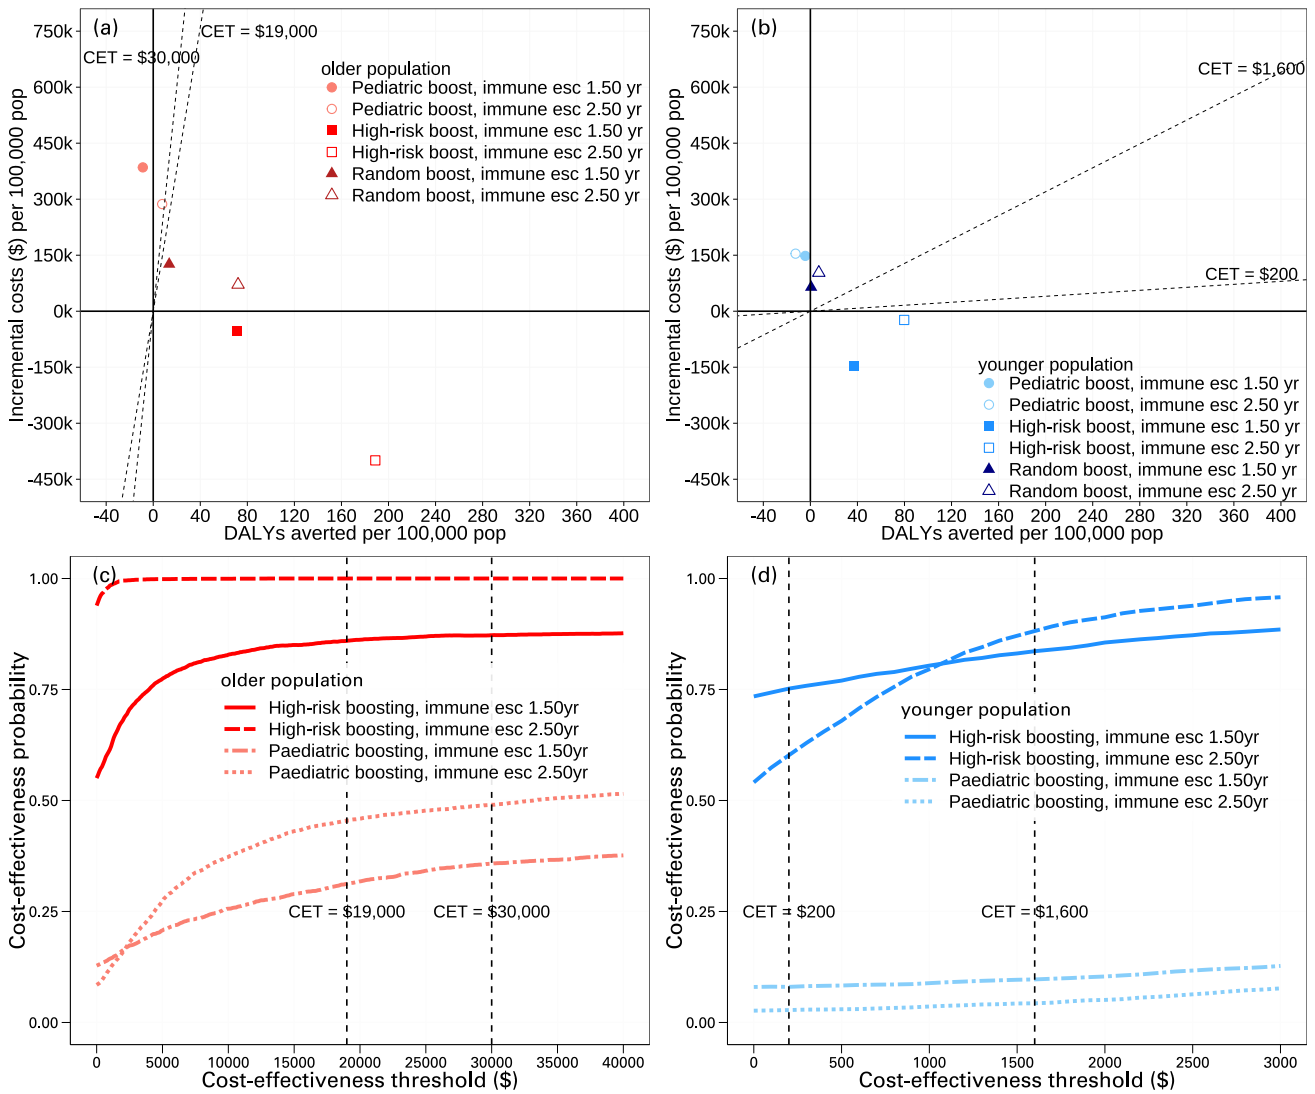 (a)
CET = $19,000
CET = $30,000
older population
Pediatric boost, immune esc 1.50 yr
Pediatric boost, immune esc 2.50 yr
High-risk boost, immune esc 1.50 yr
High-risk boost, immune esc 2.50 yr
Random boost, immune esc 1.50 yr
Random boost, immune esc 2.50 yr
750k
600k
450k
300k
150k
0k
-150k
-300k
-450k
Incremental costs ($) per 100,000 pop
-40 0 40 80 120 160 200 240 280 320 360 400
DALYs averted per 100,000 pop
(b)
CET = $1,600
CET = $200
750k
600k
450k
300k
150k
0k
-150k
-300k
-450k
Incremental costs ($) per 100,000 pop
younger population
Pediatric boost, immune esc 1.50 yr
Pediatric boost, immune esc 2.50 yr
High-risk boost, immune esc 1.50 yr
High-risk boost, immune esc 2.50 yr
Random boost, immune esc 1.50 yr
Random boost, immune esc 2.50 yr
-40 0 40 80 120 160 200 240 280 320 360 400
DALYs averted per 100,000 pop
(c)
1.00
0.75
0.50
0.25
0.00
Cost-effectiveness probability
older population
High-risk boosting, immune esc 1.50yr
High-risk boosting, immune esc 2.50yr
Paediatric boosting, immune esc 1.50yr
Paediatric boosting, immune esc 2.50yr
CET = $19,000
CET = $30,000
0 5000 10000 15000 20000 25000 30000 35000 40000
Cost-effectiveness threshold ($)
(d)
1.00
0.75
0.50
0.25
0.00
Cost-effectiveness probability
younger population
High-risk boosting, immune esc 1.50yr
High-risk boosting, immune esc 2.50yr
Paediatric boosting, immune esc 1.50yr
Paediatric boosting, immune esc 2.50yr
CET = $200
CET = $1,600
0 500 1000 1500 2000 2500 3000
Cost-effectiveness threshold ($)